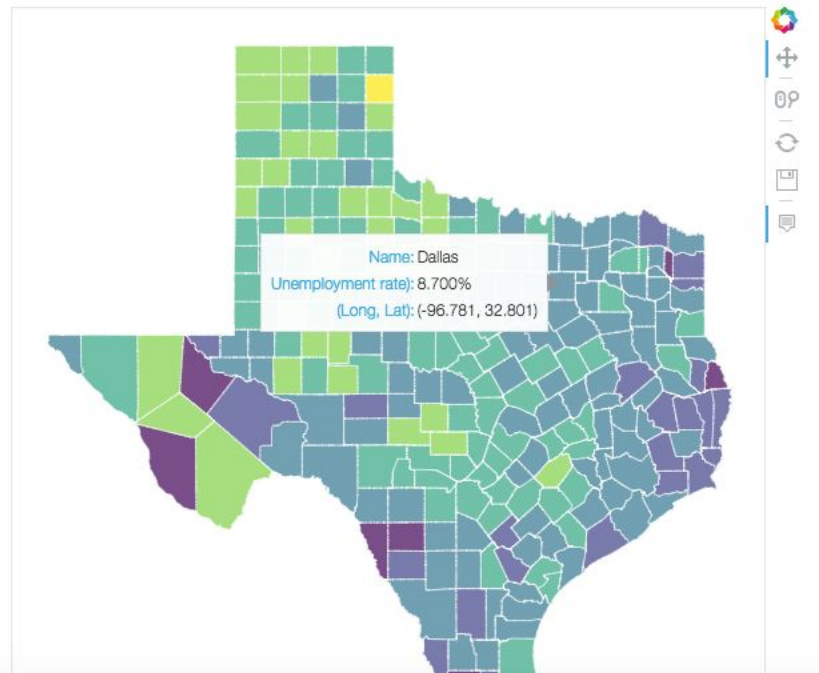 Name: Dallas
Unemployment rate): 8.700%
(Long, Lat): (-96.781, 32.801)